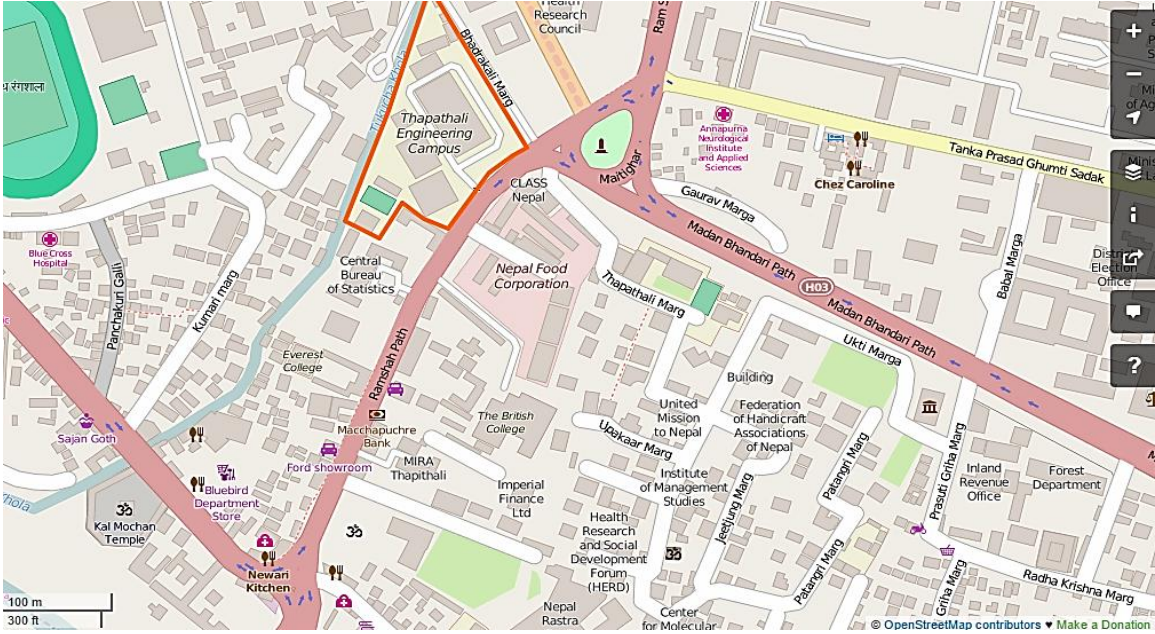 Health
Research
Council
Ram S
Bhadrakali Marg
Tukucha Khola
Thapathali
Engineering
Campus
थ रंगशाला
Maitighar
Annapurna
Neurological
Institute
and Applied
Sciences
Tanka Prasad Ghumti Sadak
Chez Caroline
CLASS
Nepal
Gaurav Marga
Blue Cross
Hospital
Panchakuri Galli
Kumari marg
Central
Bureau
of Statistics
Nepal Food
Corporation
Thapathali Marg
Madan Bhandari Path
H03
Madan Bhandari Path
Babal Marga
Election
Office
Ukti Marga
Everest
College
Ramshah Path
Building
United
Mission
to Nepal
Federation
of Handicraft
Associations
of Nepal
The British
College
Macchapuchre
Bank
Sajan Goth
Ford showroom
MIRA
Thapithali
Upakaar Marg
Institute
of Management
Studies
Imperial
Finance
Ltd
Jeetjung Marg
Patangri Marg
Prasuti Griha Marg
Inland
Revenue
Office
Forest
Department
Bluebird
Department
Store
Khola
ॐ
Kal Mochan
Temple
ॐ
Health
Research
and Social
Development
Forum
(HERD)
ॐ
Newari
Kitchen
Patangri Marg
Griha Marg
Radha Krishna Marg
Nepal
Rastra
Center
for Molecular
100 m
300 ft
© OpenStreetMap contributors ♥ Make a Donation